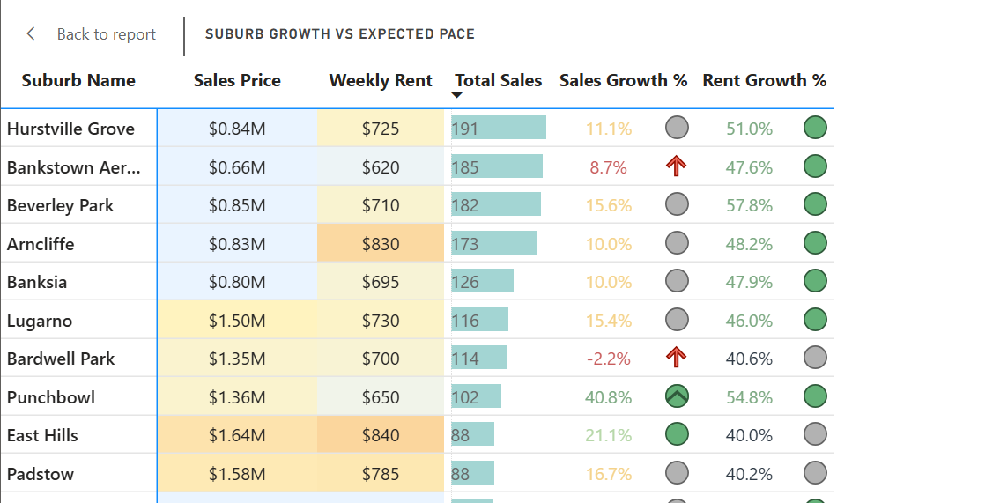 Back to report
SUBURB GROWTH VS EXPECTED PACE
Suburb Name Sales Price Weekly Rent Total Sales Sales Growth % Rent Growth %
Hurstville Grove $0.84M $725 191 11.1% 51.0%
Bankstown Aer... $0.66M $620 185 8.7% 47.6%
Beverley Park $0.85M $710 182 15.6% 57.8%
Arncliffe $0.83M $830 173 10.0% 48.2%
Banksia $0.80M $695 126 10.0% 47.9%
Lugarno $1.50M $730 116 15.4% 46.0%
Bardwell Park $1.35M $700 114 -2.2% 40.6%
Punchbowl $1.36M $650 102 40.8% 54.8%
East Hills $1.64M $840 88 21.1% 40.0%
Padstow $1.58M $785 88 16.7% 40.2%